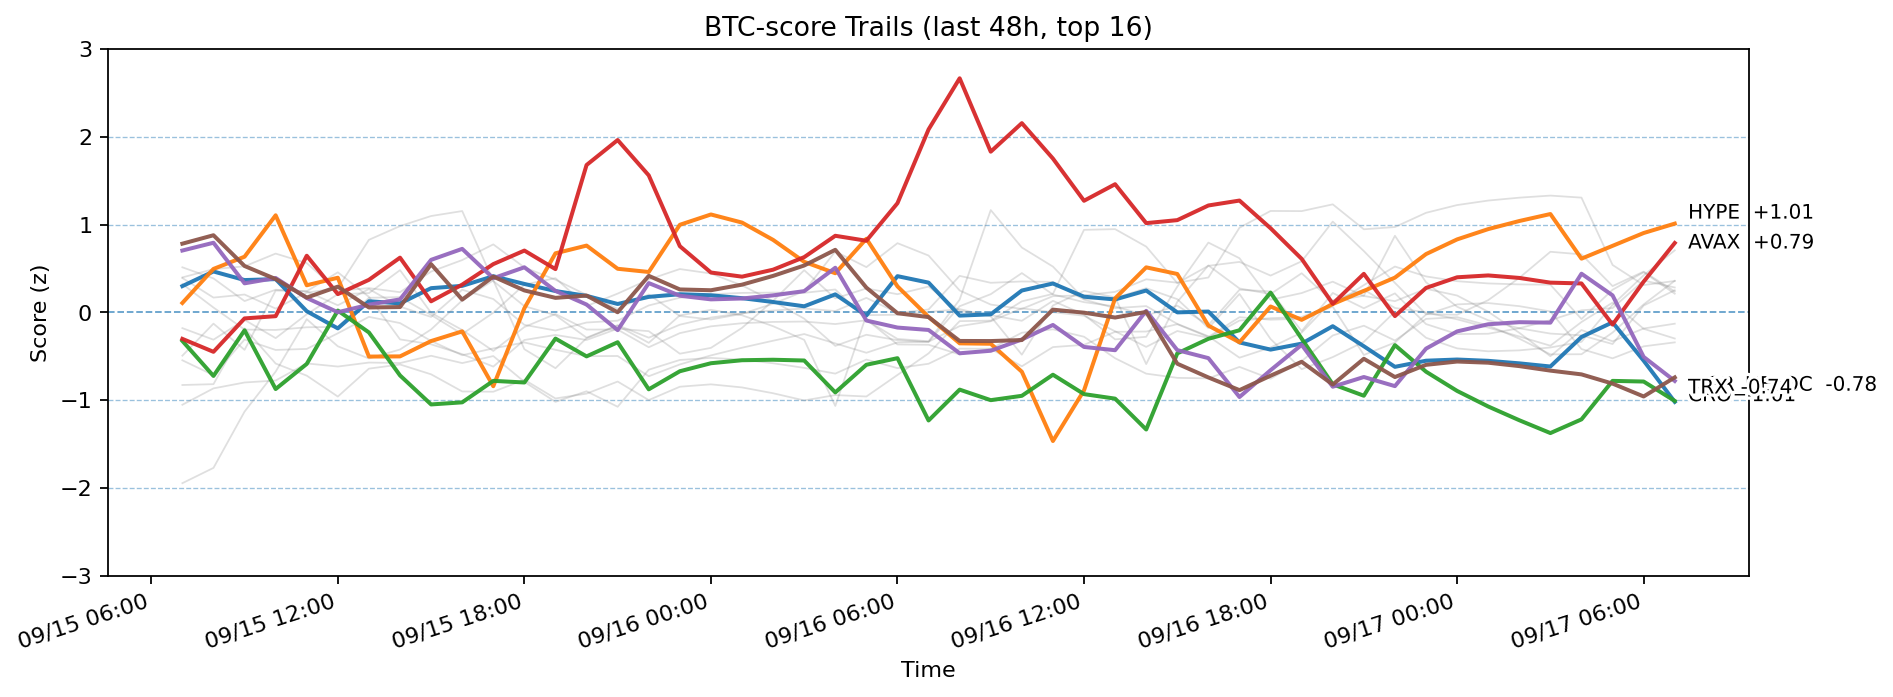 BTC-score Trails (last 48h, top 16)
Score (z)
3
2
1
0
−1
−2
−3
HYPE +1.01
AVAX +0.79
TRX -0.74
-0.78
09/15 06:00
09/15 12:00
09/15 18:00
09/16 00:00
09/16 06:00
09/16 12:00
09/16 18:00
09/17 00:00
09/17 06:00
Time